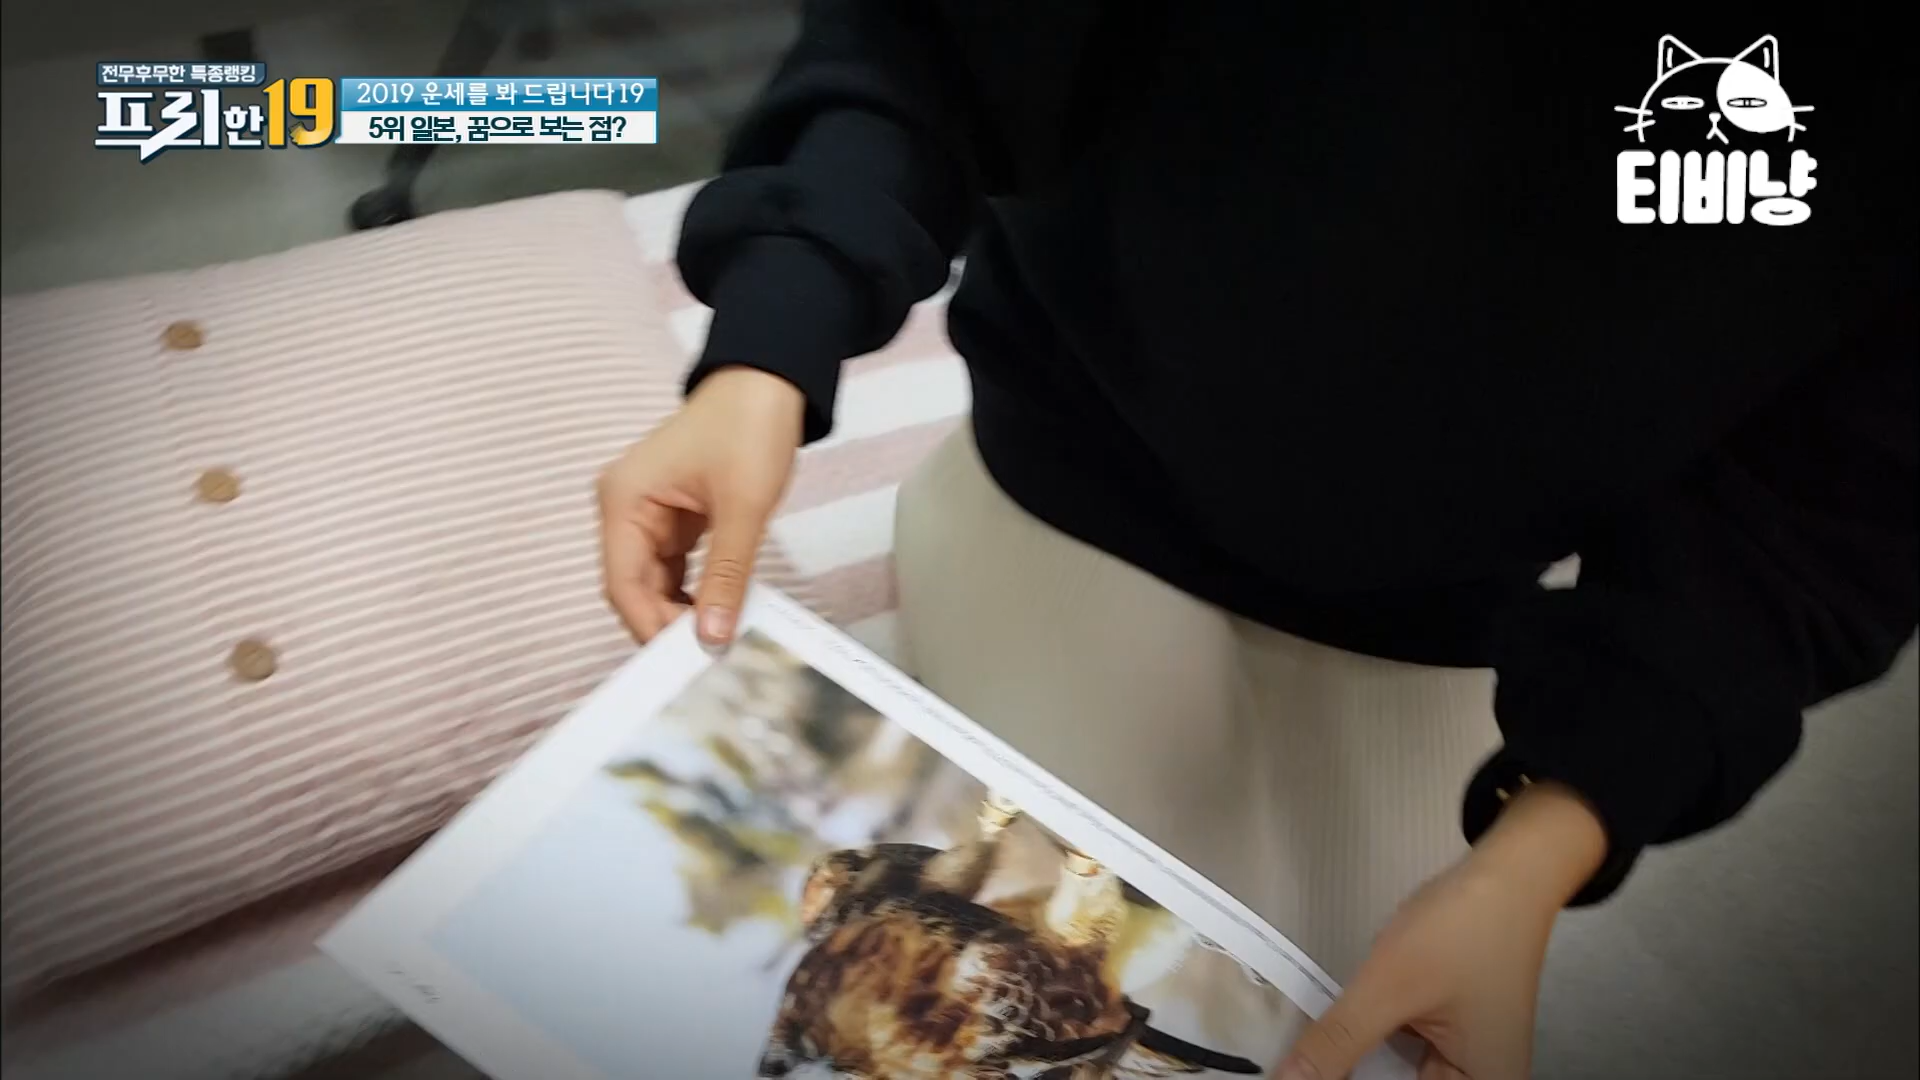 전무후무한 특종랭킹
프리한19
2019 운세를 봐 드립니다19
5위 일본, 꿈으로 보는 점?
티비냥